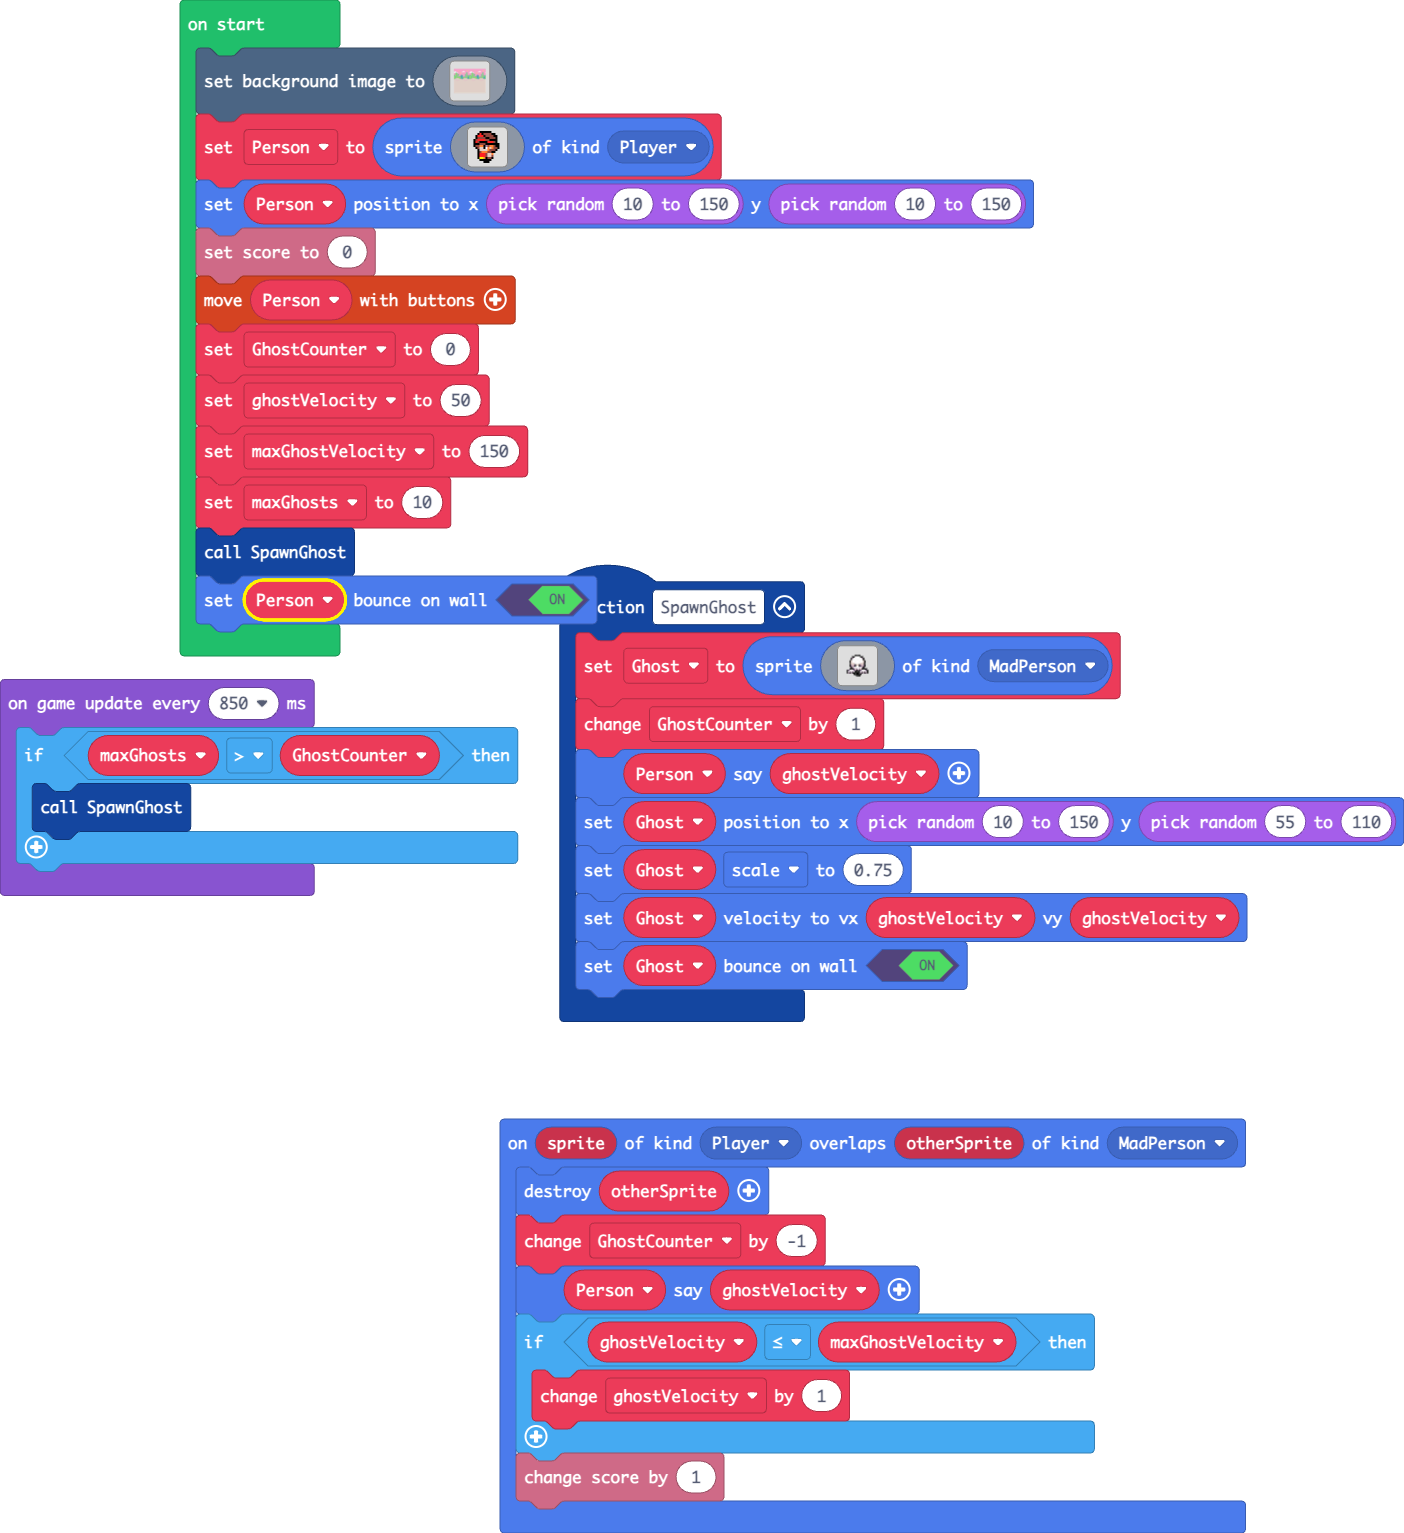 on start
set background image to
set Person to sprite of kind Player
set Person position to x pick random 10 to 150 y pick random 10 to 150
set score to 0
move Person with buttons
set GhostCounter to 0
set ghostVelocity to 50
set maxGhostVelocity to 150
set maxGhosts to 10
call SpawnGhost
set Person bounce on wall ON
ction SpawnGhost
set Ghost to sprite of kind MadPerson
change GhostCounter by 1
Person say ghostVelocity
set Ghost position to x pick random 10 to 150 y pick random 55 to 110
set Ghost scale to 0.75
set Ghost velocity to vx ghostVelocity vy ghostVelocity
set Ghost bounce on wall ON
on game update every 850 ms
if maxGhosts > GhostCounter then
call SpawnGhost
on sprite of kind Player overlaps otherSprite of kind MadPerson
destroy otherSprite
change GhostCounter by -1
Person say ghostVelocity
if ghostVelocity ≤ maxGhostVelocity then
change ghostVelocity by 1
change score by 1